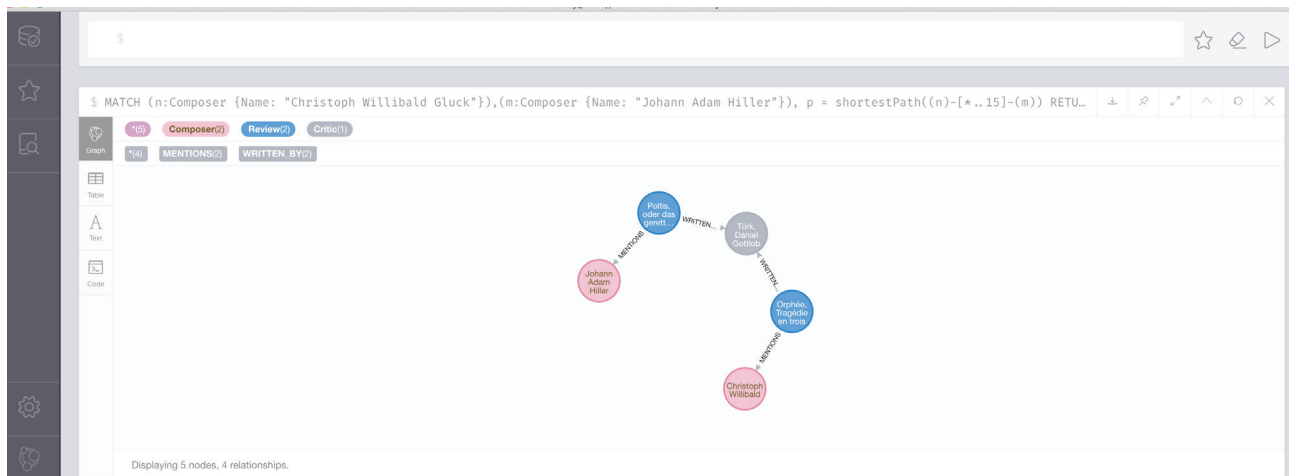 $
$ MATCH (n:Composer {Name: "Christoph Willibald Gluck"}),(m:Composer {Name: "Johann Adam Hiller"}), p = shortestPath((n)-[*..15]-(m)) RETU…
Graph
*(5) Composer(2) Review(2) Critic(1)
*(4) MENTIONS(2) WRITTEN_BY(2)
Table
Text
Code
Poltis,
oder das
gerett…
WRITTEN…
Türk,
Daniel
Gottlob
MENTIONS
Johann
Adam
Hiller
WRITTEN…
Orphée,
Tragédie
en trois
MENTIONS
Christoph
Willibald
Displaying 5 nodes, 4 relationships.